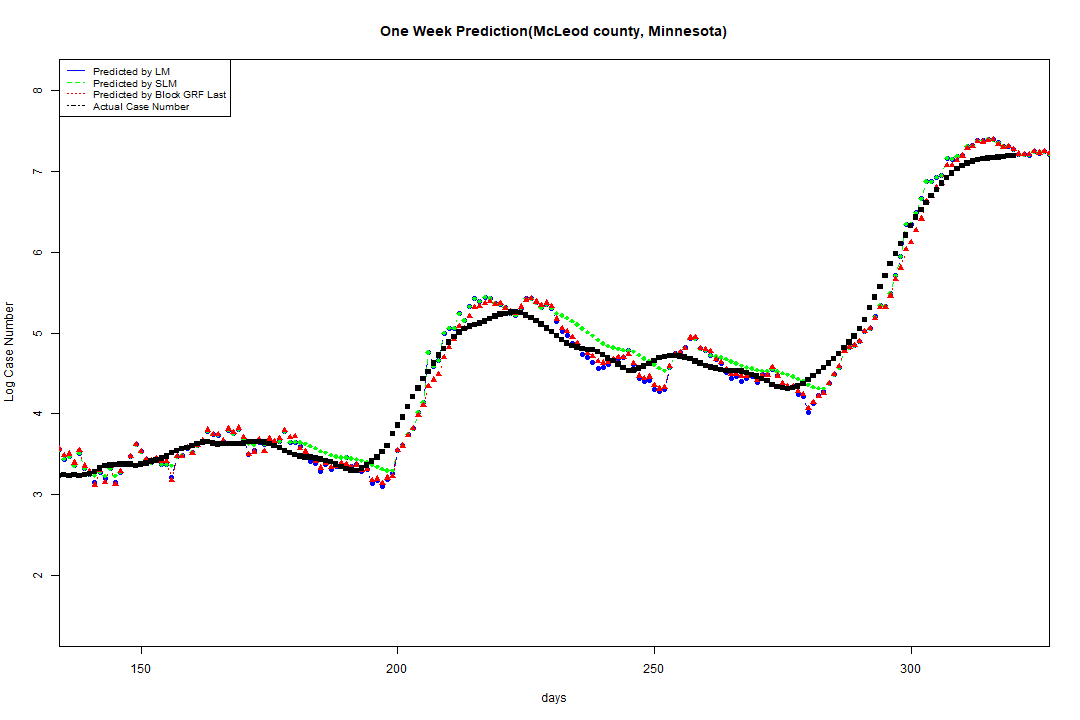 One Week Prediction(McLeod county, Minnesota)
Predicted by LM
Predicted by SLM
Predicted by Block GRF Last
Actual Case Number
8
7
6
5
4
3
2
Log Case Number
150 200 250 300
days